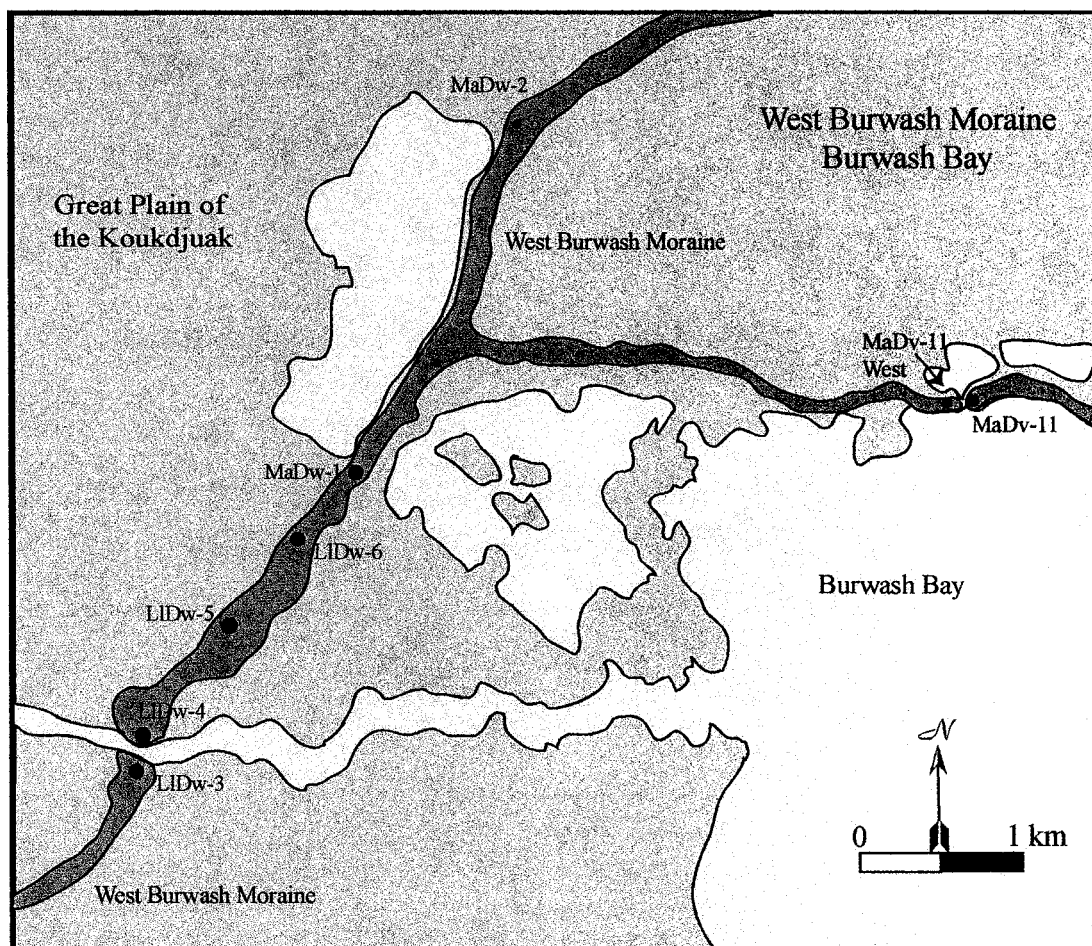 MaDw-2
West Burwash Moraine
Burwash Bay
Great Plain of
the Koukdjuak
West Burwash Moraine
MaDv-11
West
MaDv-11
MaDw-1
LlDw-6
Burwash Bay
LlDw-5
LlDw-4
N
LlDw-3
0 1 km
West Burwash Moraine